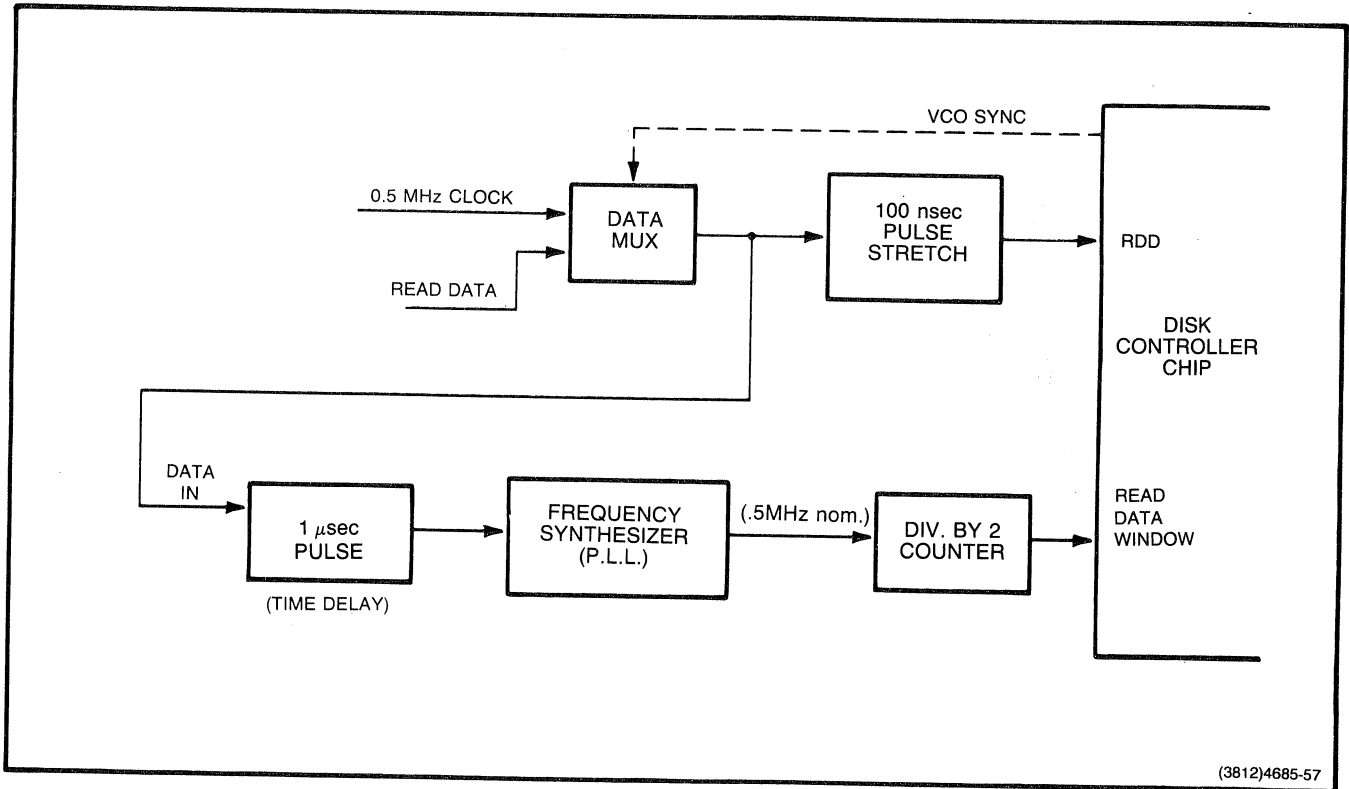 VCO SYNC
0.5 MHz CLOCK
READ DATA
DATA
MUX
100 nsec
PULSE
STRETCH
RDD
DISK
CONTROLLER
CHIP
DATA
IN
1 μsec
PULSE
(TIME DELAY)
FREQUENCY
SYNTHESIZER
(P.L.L.)
(.5MHz nom.)
DIV. BY 2
COUNTER
READ
DATA
WINDOW
(3812)4685-57